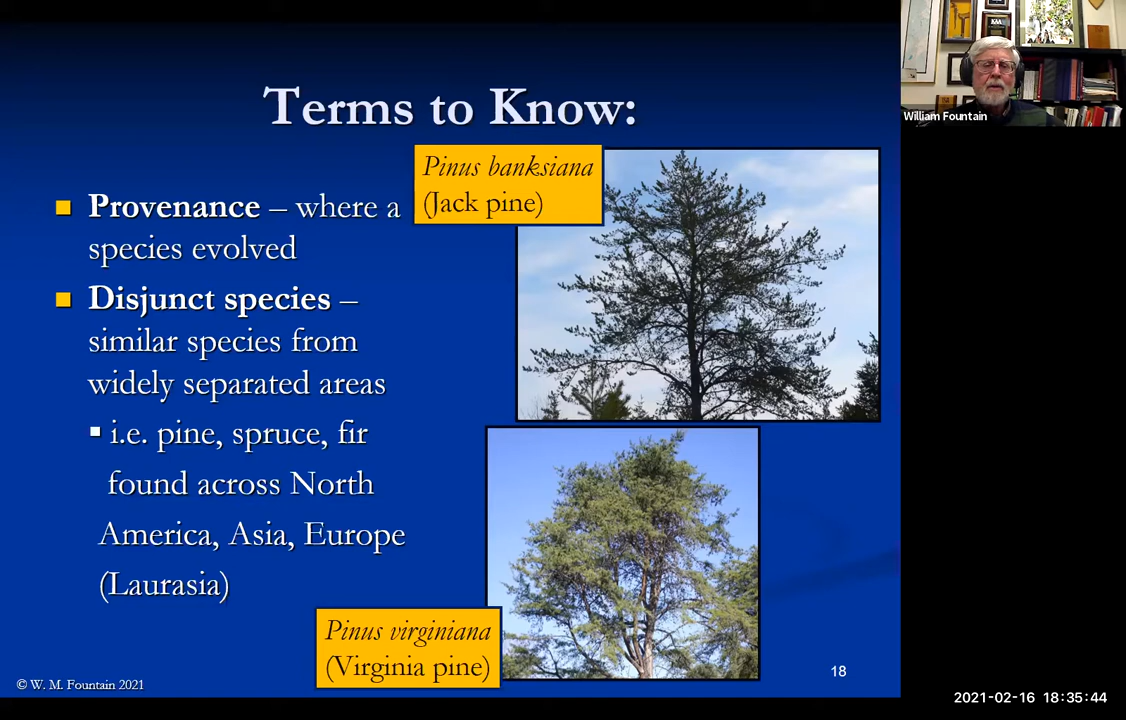 Terms to Know:
Provenance – where a
species evolved
Disjunct species –
similar species from
widely separated areas
i.e. pine, spruce, fir
found across North
America, Asia, Europe
(Laurasia)
Pinus banksiana
(Jack pine)
Pinus virginiana
(Virginia pine)
© W. M. Fountain 2021
18
William Fountain
2021-02-16 18:35:44